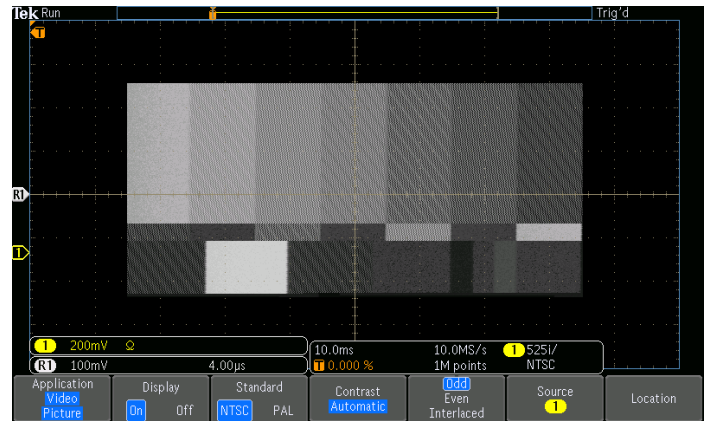 Tek Run Trig'd
T
R1
1
1 200mV Ω 10.0ms 10.0MS/s 1 525i/
R1 100mV 4.00µs T 0.000 % 1M points NTSC
Application Display Standard Contrast Odd Source Location
Video On Off NTSC PAL Automatic Even 1
Picture Interlaced